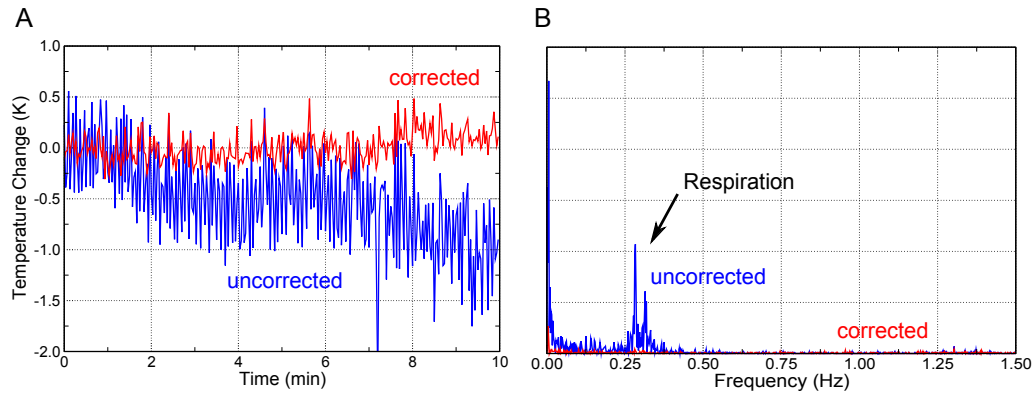 A
1.0
0.5
0.0
-0.5
-1.0
-1.5
-2.0
Temperature Change (K)
corrected
uncorrected
0 2 4 6 8 10
Time (min)
B
Respiration
uncorrected
corrected
0.00 0.25 0.50 0.75 1.00 1.25 1.50
Frequency (Hz)